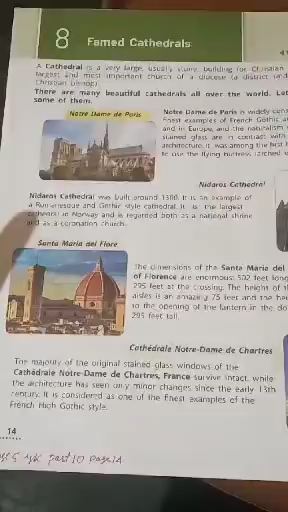 8
Famed Cathedrals
A Cathedral is a very large, usually stone, building for Christian
largest and most important church of a diocese (a district und
Christian bishop).
There are many beautiful cathedrals all over the world. Let
some of them.
Notre Dame de Paris
Notre Dame de Paris is widely cons
finest examples of French Gothic a
and in Europe, and the naturalism
stained glass are in contrast with
architecture. It was among the first
to use the flying buttress (arched
Nidaros Cathedral
Nidaros Cathedral was built around 1300. It is an example of
a Romanesque and Gothic style cathedral. It is the largest
cathedral in Norway and is regarded both as a national shrine
and as a coronation church.
Santa Maria del Fiore
The dimensions of the Santa Maria del
of Florence are enormous: 502 feet long
295 feet at the crossing. The height of
aisles is an amazing 75 feet and the hei
to the opening of the lantern in the do
295 feet tall.
Cathédrale Notre-Dame de Chartres
The majority of the original stained glass windows of the
Cathédrale Notre-Dame de Chartres, France survive intact, while
the architecture has seen only minor changes since the early 13th
century. It is considered as one of the finest examples of the
French High Gothic style.
14
past 10 page 14